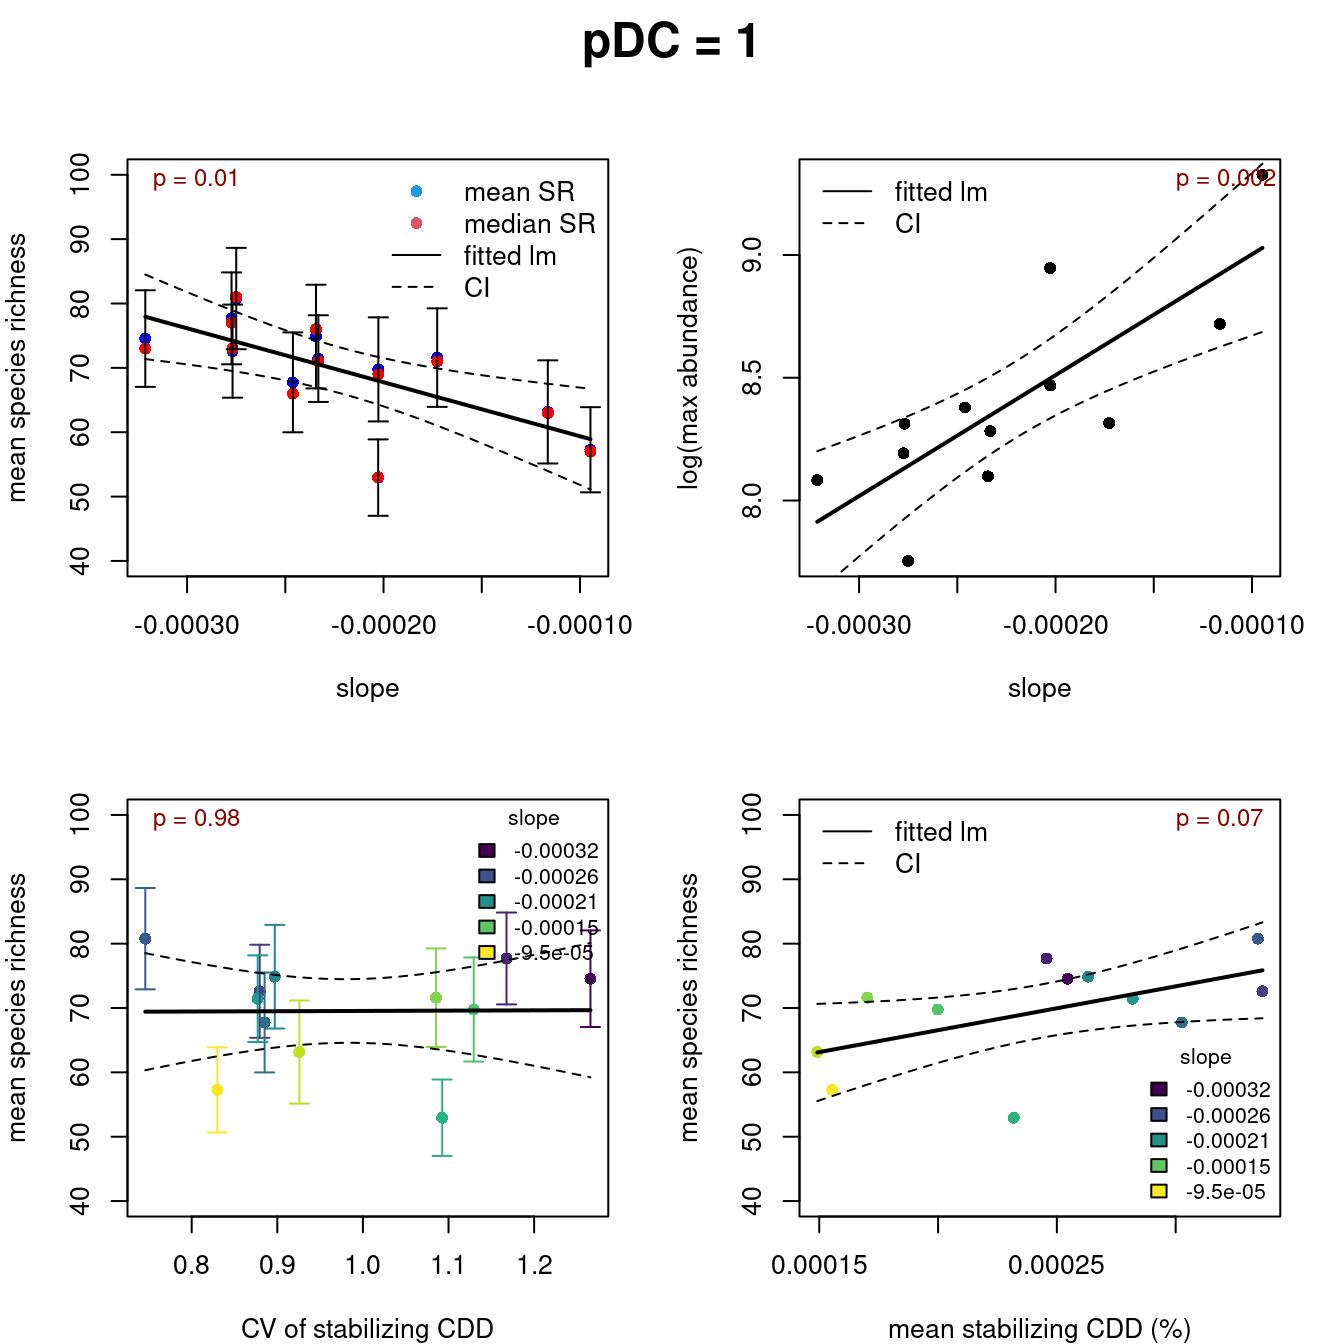 pDC = 1
p = 0.01
mean SR
median SR
fitted lm
CI
mean species richness
40 50 60 70 80 90 100
-0.00030 -0.00020 -0.00010
slope
p = 0.002
fitted lm
CI
log(max abundance)
8.0 8.5 9.0
-0.00030 -0.00020 -0.00010
slope
p = 0.98
slope
-0.00032
-0.00026
-0.00021
-0.00015
-9.5e-05
mean species richness
40 50 60 70 80 90 100
0.8 0.9 1.0 1.1 1.2
CV of stabilizing CDD
p = 0.07
fitted lm
CI
slope
-0.00032
-0.00026
-0.00021
-0.00015
-9.5e-05
mean species richness
40 50 60 70 80 90 100
0.00015 0.00025
mean stabilizing CDD (%)